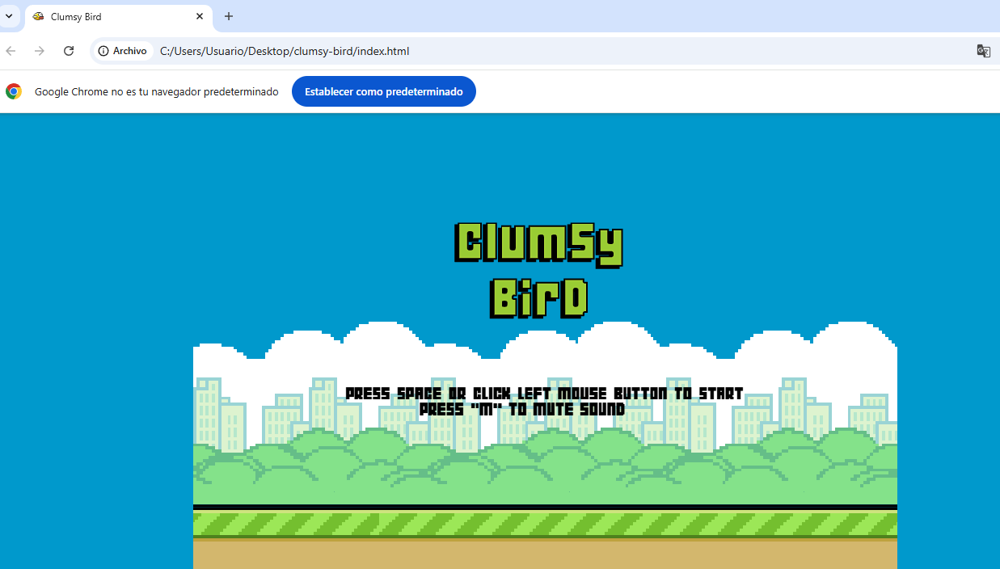 Clumsy Bird
Archivo
C:/Users/Usuario/Desktop/clumsy-bird/index.html
Google Chrome no es tu navegador predeterminado
Establecer como predeterminado
Clumsy
Bird
PRESS SPACE OR CLICK LEFT MOUSE BUTTON TO START
PRESS "M" TO MUTE SOUND